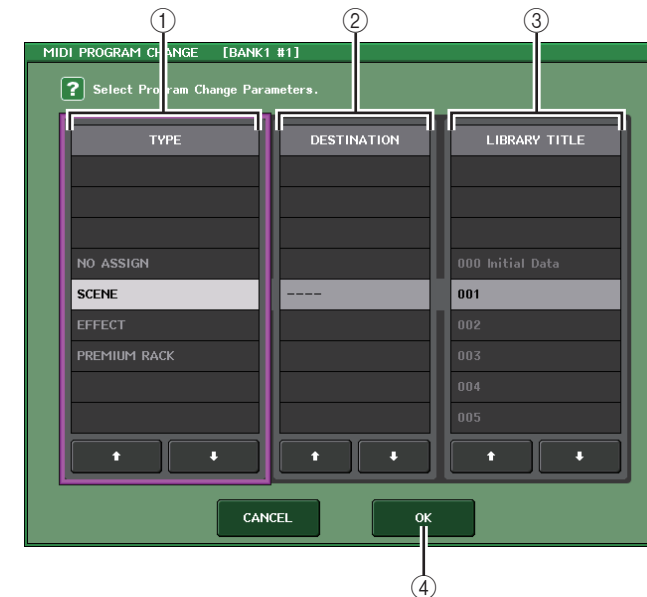 ① ② ③
MIDI PROGRAM CHANGE [BANK1 #1]
? Select Program Change Parameters.
TYPE DESTINATION LIBRARY TITLE
NO ASSIGN 000 Initial Data
SCENE ---- 001
EFFECT 002
PREMIUM RACK 003
004
005
CANCEL OK
④